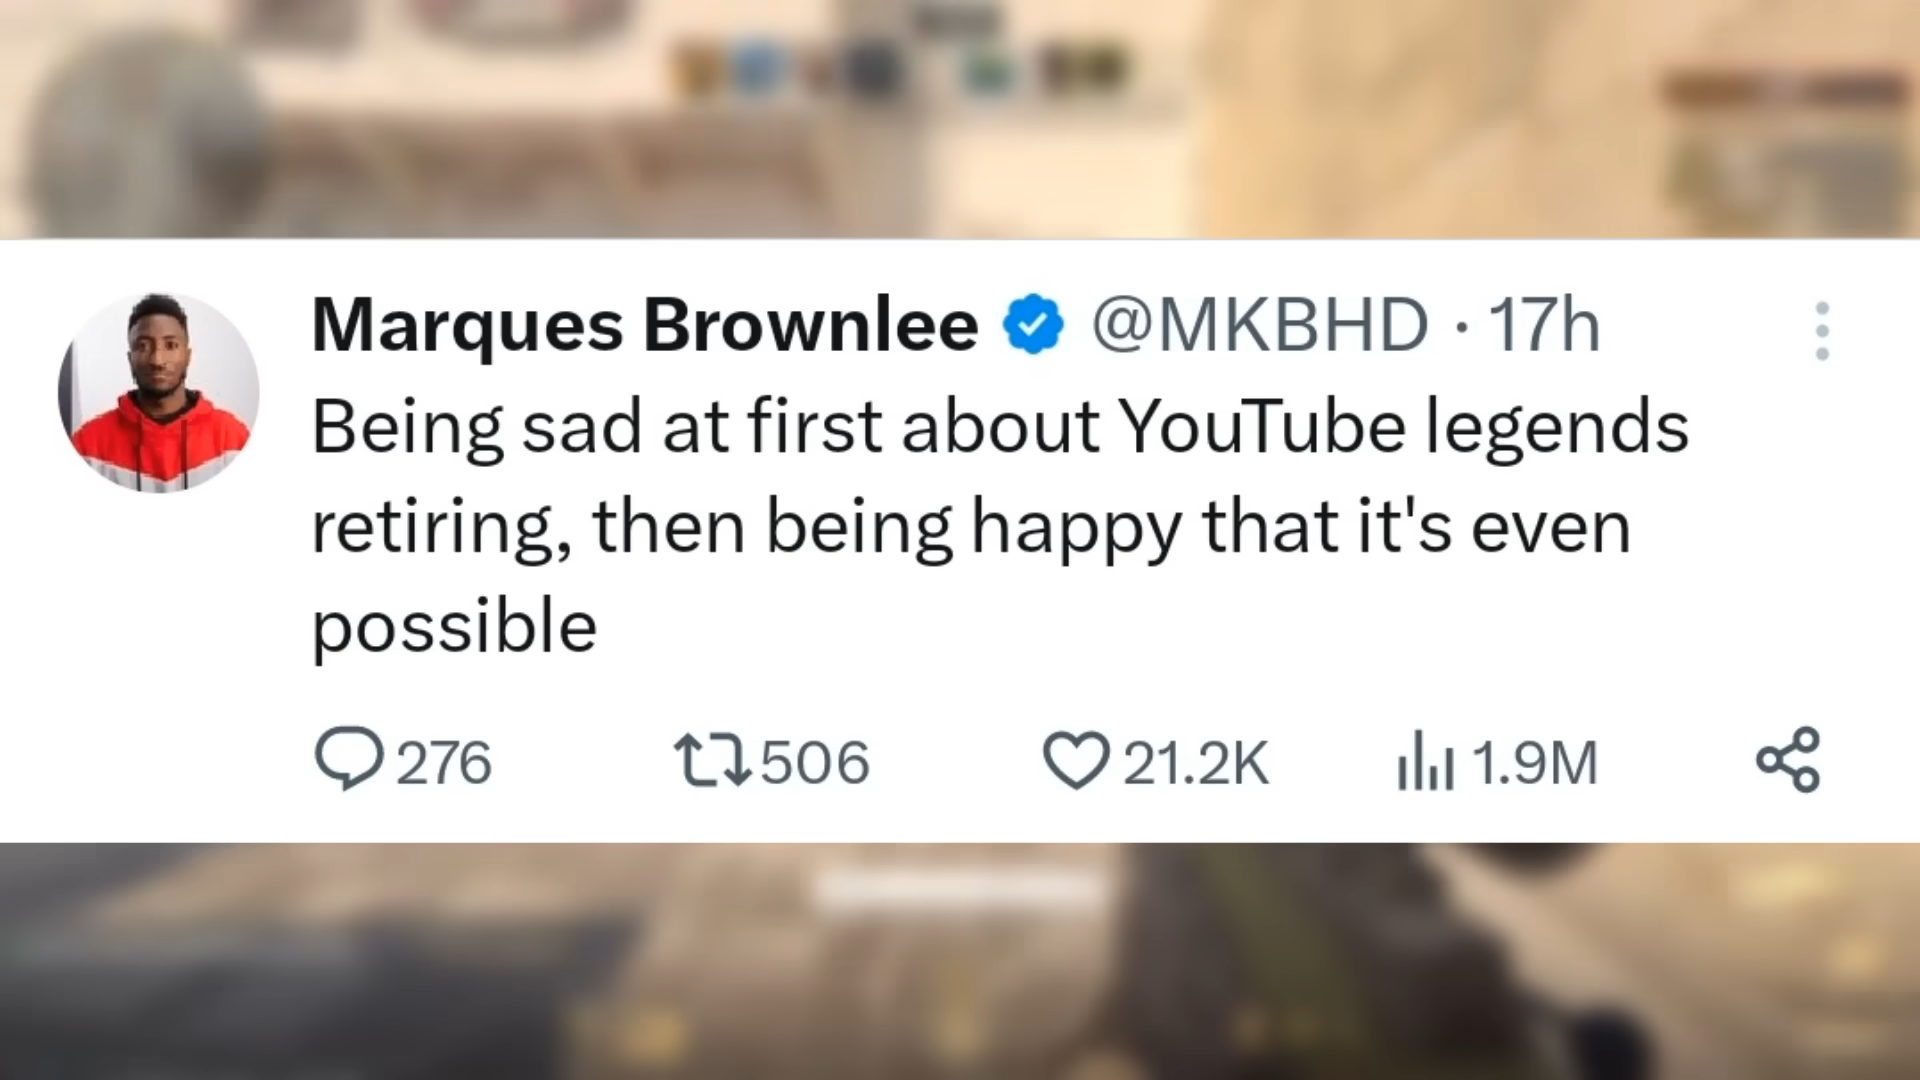 Marques Brownlee @MKBHD · 17h
Being sad at first about YouTube legends
retiring, then being happy that it's even
possible
276 506 21.2K 1.9M